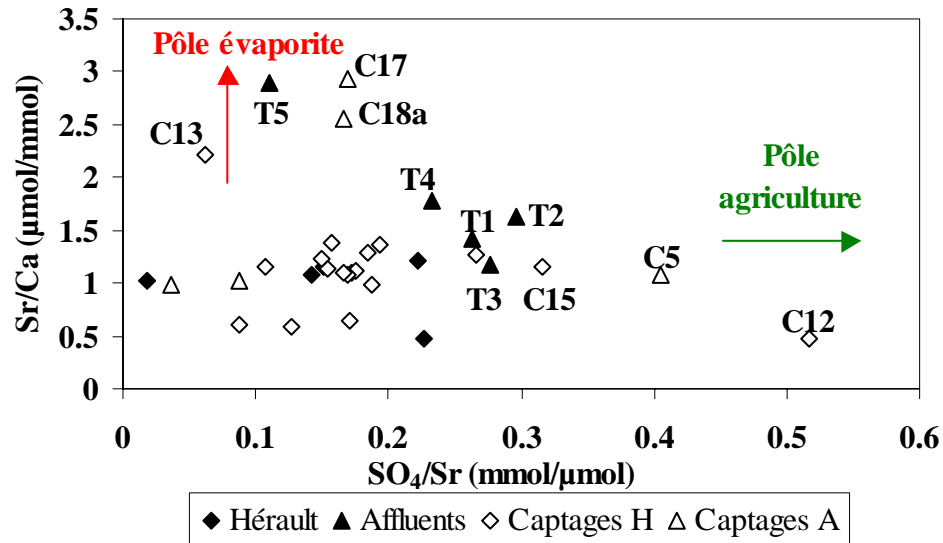 Sr/Ca (µmol/mmol)
3.5
3
2.5
2
1.5
1
0.5
0
Pôle évaporite
C17
T5
C18a
C13
Pôle
agriculture
T4
T1
T2
T3
C15
C5
C12
0
0.1
0.2
0.3
0.4
0.5
0.6
SO₄/Sr (mmol/µmol)
Hérault
Affluents
Captages H
Captages A